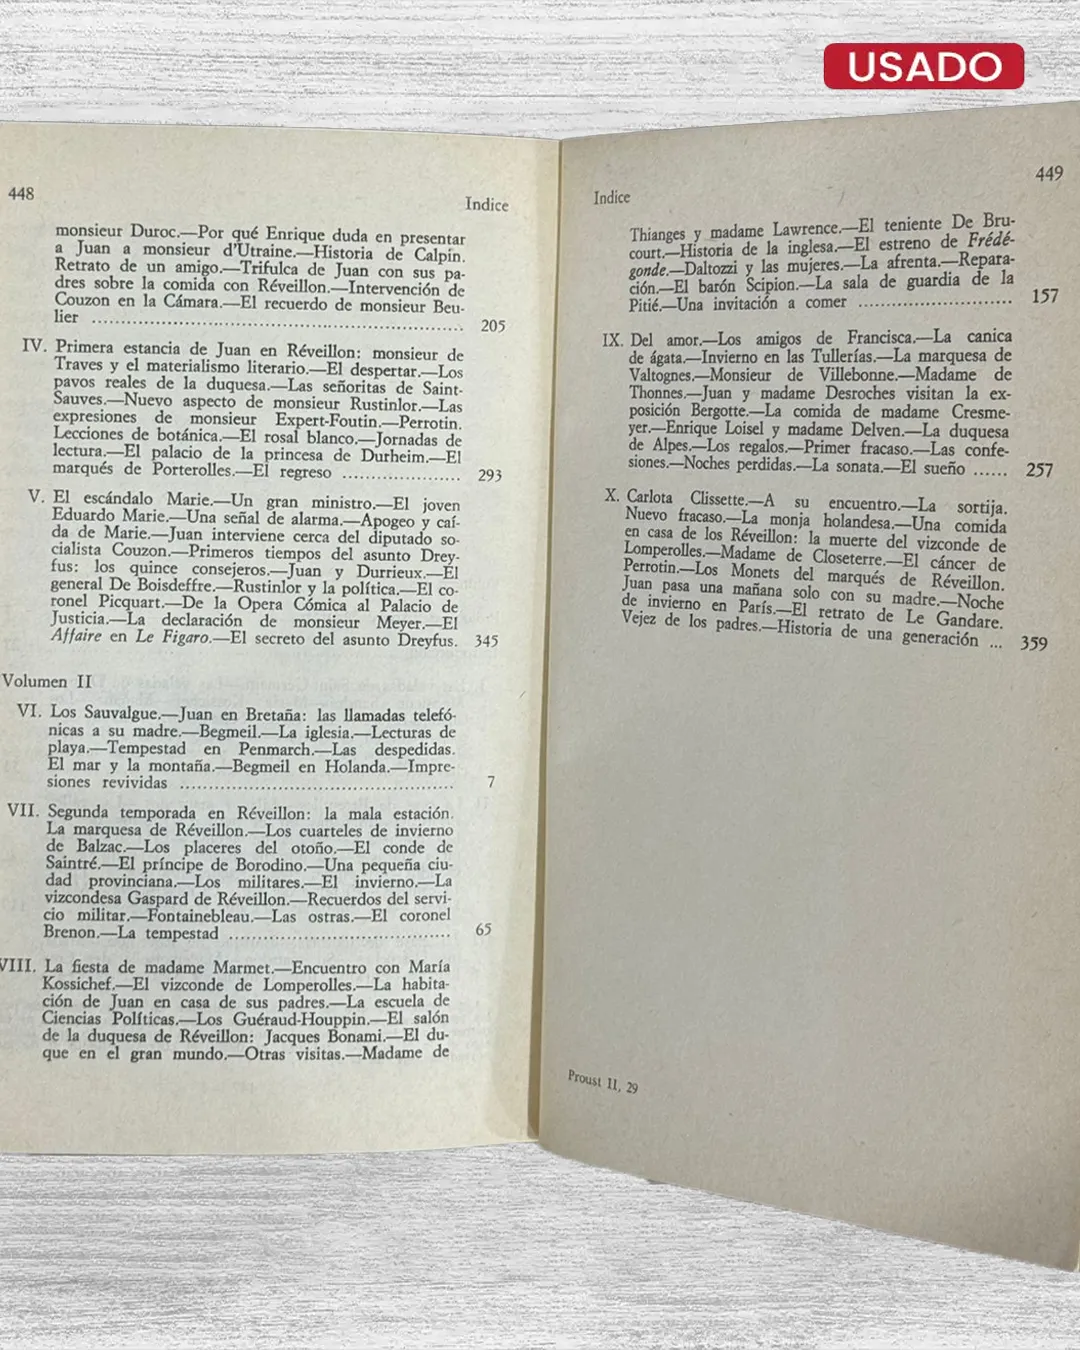 USADO
448
Indice
monsieur Duroc.—Por qué Enrique duda en presentar
a Juan a monsieur d'Utraine.—Historia de Calpin.
Retrato de un amigo.—Trifulca de Juan con sus pa-
dres sobre la comida con Réveillon.—Intervención de
Couzon en la Cámara.—El recuerdo de monsieur Beu-
lier ........ 205
IV. Primera estancia de Juan en Réveillon: monsieur de
Traves y el materialismo literario.—El despertar.—Los
pavos reales de la duquesa.—Las señoritas de Saint-
Sauves.—Nuevo aspecto de monsieur Rustinlor.—Las
expresiones de monsieur Expert-Foutin.—Perrotin.
Lecciones de botánica.—El rosal blanco.—Jornadas de
lectura.—El palacio de la princesa de Durheim.—El
marqués de Porterolles.—El regreso ........ 293
V. El escándalo Marie.—Un gran ministro.—El joven
Eduardo Marie.—Una señal de alarma.—Apogeo y caí-
da de Marie.—Juan interviene cerca del diputado so-
cialista Couzon.—Primeros tiempos del asunto Drey-
fus: los quince consejeros.—Juan y Durrieux.—El
general De Boisdeffre.—Rustinlor y la política.—El co-
ronel Picquart.—De la Opera Cómica al Palacio de
Justicia.—La declaración de monsieur Meyer.—El
Affaire en Le Figaro.—El secreto del asunto Dreyfus. 345
Volumen II
VI. Los Sauvalgue.—Juan en Bretaña: las llamadas telefó-
nicas a su madre.—Begmeil.—La iglesia.—Lecturas de
playa.—Tempestad en Penmarch.—Las despedidas.
El mar y la montaña.—Begmeil en Holanda.—Impre-
siones revividas ........ 7
VII. Segunda temporada en Réveillon: la mala estación.
La marquesa de Réveillon.—Los cuarteles de invierno
de Balzac.—Los placeres del otoño.—El conde de
Saintré.—El príncipe de Borodino.—Una pequeña ciu-
dad provinciana.—Los militares.—El invierno.—La
vizcondesa Gaspard de Réveillon.—Recuerdos del servi-
cio militar.—Fontainebleau.—Las ostras.—El coronel
Brenon.—La tempestad ........ 65
VIII. La fiesta de madame Marmet.—Encuentro con María
Kossichef.—El vizconde de Lomperolles.—La habita-
ción de Juan en casa de sus padres.—La escuela de
Ciencias Políticas.—Los Guéraud-Houppin.—El salón
de la duquesa de Réveillon: Jacques Bonami.—El du-
que en el gran mundo.—Otras visitas.—Madame de
449
Indice
Thianges y madame Lawrence.—El teniente De Bru-
court.—Historia de la inglesa.—El estreno de Frédé-
gonde.—Daltozzi y las mujeres.—La afrenta.—Repara-
ción.—El barón Scipion.—La sala de guardia de la
Pitié.—Una invitación a comer ........ 157
IX. Del amor.—Los amigos de Francisca.—La canica
de ágata.—Invierno en las Tullerías.—La marquesa de
Valtognes.—Monsieur de Villebonne.—Madame de
Thonnes.—Juan y madame Desroches visitan la ex-
posición Bergotte.—La comida de madame Cresme-
yer.—Enrique Loisel y madame Delven.—La duquesa
de Alpes.—Los regalos.—Primer fracaso.—Las confe-
siones.—Noches perdidas.—La sonata.—El sueño ...... 257
X. Carlota Clissette.—A su encuentro.—La sortija.
Nuevo fracaso.—La monja holandesa.—Una comida
en casa de los Réveillon: la muerte del vizconde de
Lomperolles.—Madame de Closeterre.—El cáncer de
Perrotin.—Los Monets del marqués de Réveillon.
Juan pasa una mañana solo con su madre.—Noche
de invierno en París.—El retrato de Le Gandare.
Vejez de los padres.—Historia de una generación ... 359
Proust II, 29